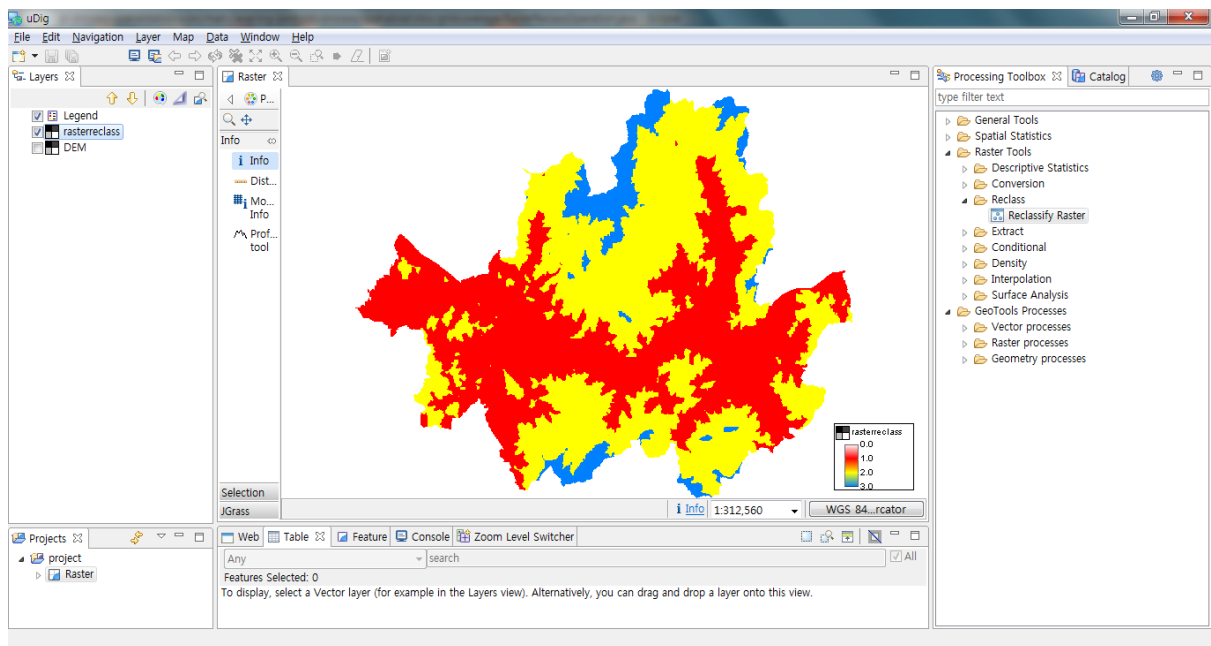 uDig
File Edit Navigation Layer Map Data Window Help
Layers
Legend
rasterreclass
DEM
Raster
P...
Info
Info
Dist...
Mo...
Info
Prof...
tool
Selection
JGrass
rasterreclass
0.0
1.0
2.0
3.0
Info 1:312,560 WGS 84...rcator
Processing Toolbox Catalog
type filter text
General Tools
Spatial Statistics
Raster Tools
Descriptive Statistics
Conversion
Reclass
Reclassify Raster
Extract
Conditional
Density
Interpolation
Surface Analysis
GeoTools Processes
Vector processes
Raster processes
Geometry processes
Projects
project
Raster
Web Table Feature Console Zoom Level Switcher
Any search All
Features Selected: 0
To display, select a Vector layer (for example in the Layers view). Alternatively, you can drag and drop a layer onto this view.